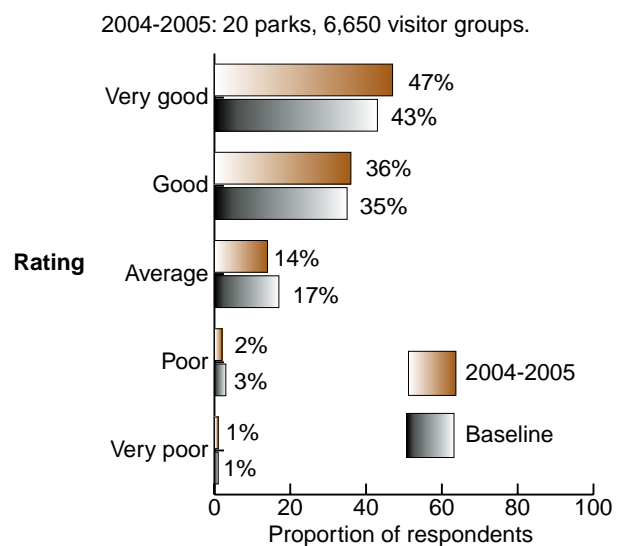 2004-2005: 20 parks, 6,650 visitor groups.
Very good
47%
43%
Good
36%
35%
Rating
Average
14%
17%
Poor
2%
3%
2004-2005
Baseline
Very poor
1%
1%
0 20 40 60 80 100
Proportion of respondents